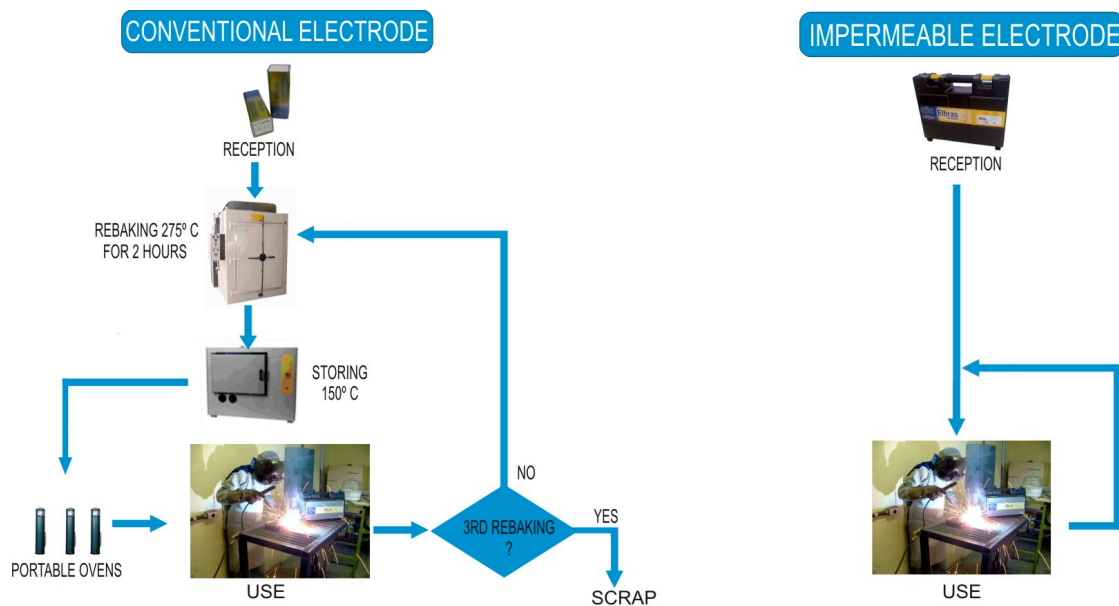 CONVENTIONAL ELECTRODE
RECEPTION
REBAKING 275º C
FOR 2 HOURS
STORING
150º C
PORTABLE OVENS
USE
3RD REBAKING
?
NO
YES
SCRAP
IMPERMEABLE ELECTRODE
Elbras
RECEPTION
USE